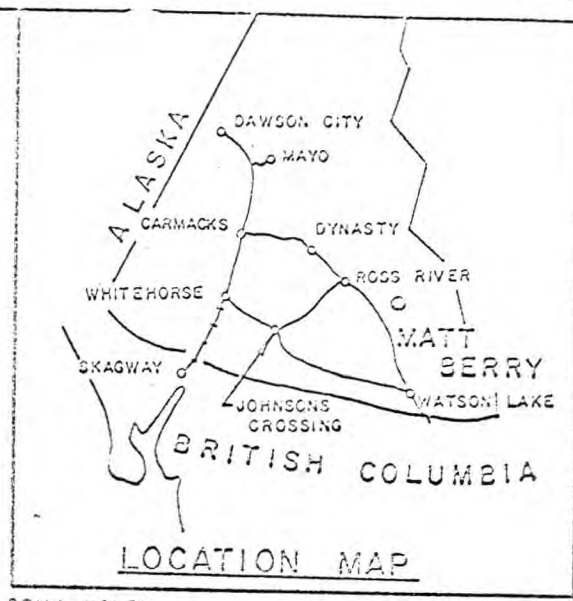 ALASKA
DAWSON CITY
MAYO
CARMACKS
DYNASTY
ROSS RIVER
WHITEHORSE
MATT
BERRY
SKAGWAY
WATSON LAKE
JOHNSONS
CROSSING
BRITISH COLUMBIA
LOCATION MAP